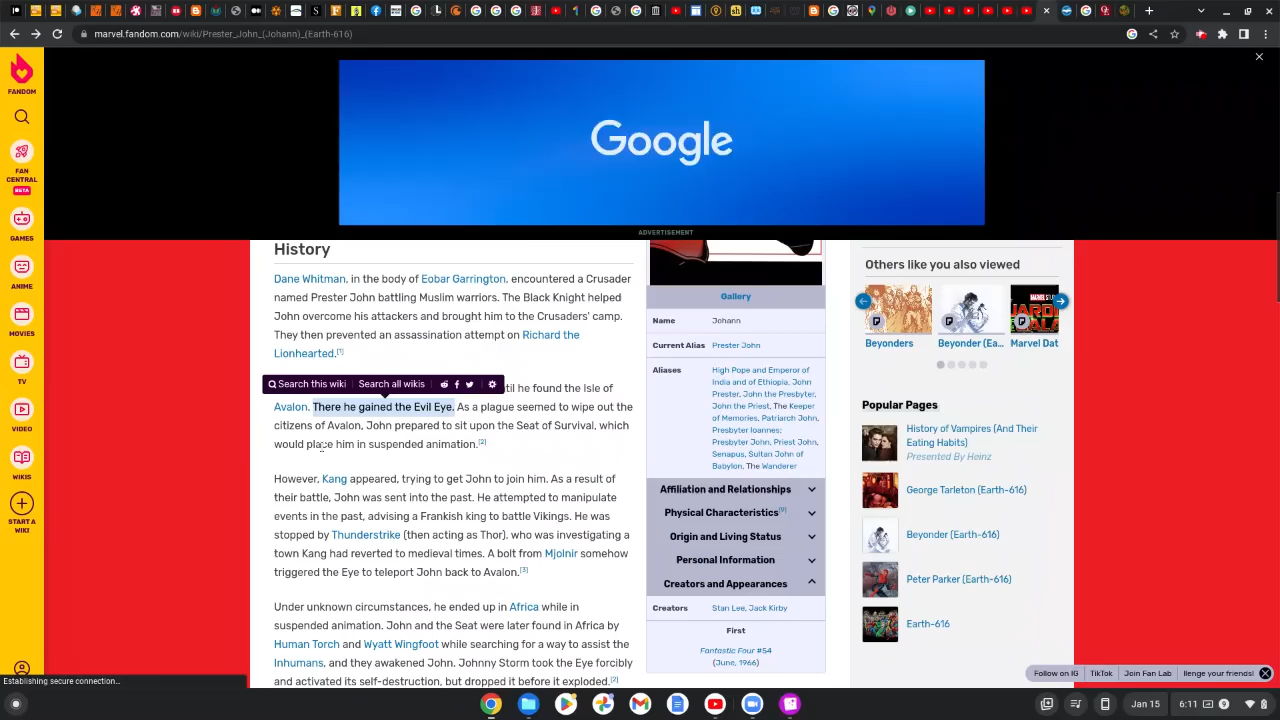 marvel.fandom.com/wiki/Prester_John_(Johann)_(Earth-616)
FANDOM
FAN
CENTRAL
BETA
GAMES
ANIME
MOVIES
TV
VIDEO
WIKIS
START A
WIKI
Google
ADVERTISEMENT
History
Dane Whitman, in the body of Eobar Garrington, encountered a Crusader
named Prester John battling Muslim warriors. The Black Knight helped
John overcome his attackers and brought him to the Crusaders' camp.
They then prevented an assassination attempt on Richard the
Lionhearted.[1]
Search this wiki
Search all wikis
til he found the Isle of
Avalon. There he gained the Evil Eye. As a plague seemed to wipe out the
citizens of Avalon, John prepared to sit upon the Seat of Survival, which
would place him in suspended animation.[2]
However, Kang appeared, trying to get John to join him. As a result of
their battle, John was sent into the past. He attempted to manipulate
events in the past, advising a Frankish king to battle Vikings. He was
stopped by Thunderstrike (then acting as Thor), who was investigating a
town Kang had reverted to medieval times. A bolt from Mjolnir somehow
triggered the Eye to teleport John back to Avalon.[3]
Under unknown circumstances, he ended up in Africa while in
suspended animation. John and the Seat were later found in Africa by
Human Torch and Wyatt Wingfoot while searching for a way to assist the
Inhumans, and they awakened John. Johnny Storm took the Eye forcibly
and activated its self-destruction, but dropped it before it exploded.[2]
Gallery
Name Johann
Current Alias Prester John
Aliases High Pope and Emperor of
India and of Ethiopia, John
Prester, John the Presbyter,
John the Priest, The Keeper
of Memories, Patriarch John,
Presbyter Ioannes;
Presbyter John, Priest John,
Senapus, Sultan John of
Babylon, The Wanderer
Affiliation and Relationships
Physical Characteristics[9]
Origin and Living Status
Personal Information
Creators and Appearances
Creators Stan Lee, Jack Kirby
First
Fantastic Four #54
(June, 1966)
Others like you also viewed
Beyonders
Beyonder (Ea...
Marvel Dat
Popular Pages
History of Vampires (And Their
Eating Habits)
Presented By Heinz
George Tarleton (Earth-616)
Beyonder (Earth-616)
Peter Parker (Earth-616)
Earth-616
Follow on IG
TikTok
Join Fan Lab
llenge your friends!
Establishing secure connection...
Jan 15
6:11